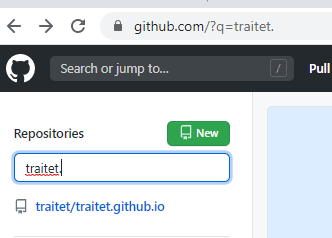 github.com/?q=traitet.
Search or jump to...
/
Pull
Repositories
New
traitet.
traitet/traitet.github.io